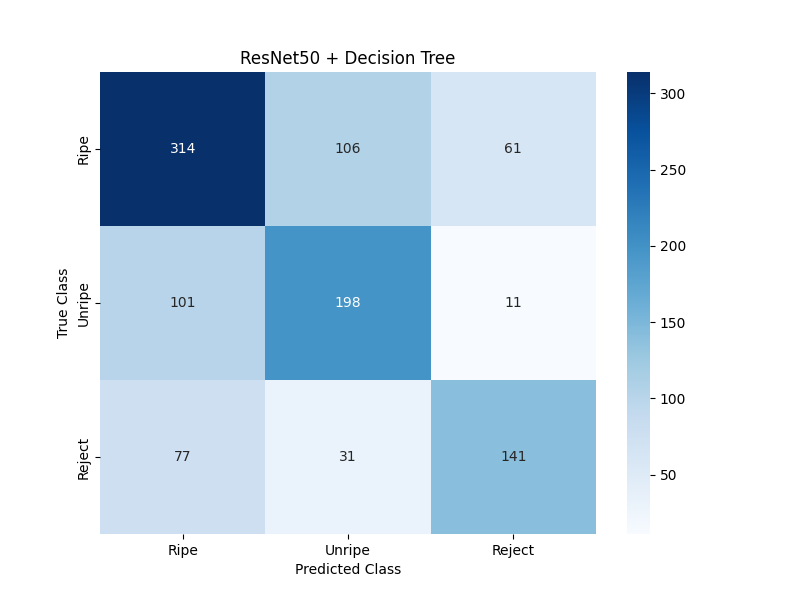 ResNet50 + Decision Tree
True Class
Ripe
314 106 61
Unripe
101 198 11
Reject
77 31 141
Ripe Unripe Reject
Predicted Class
300
250
200
150
100
50